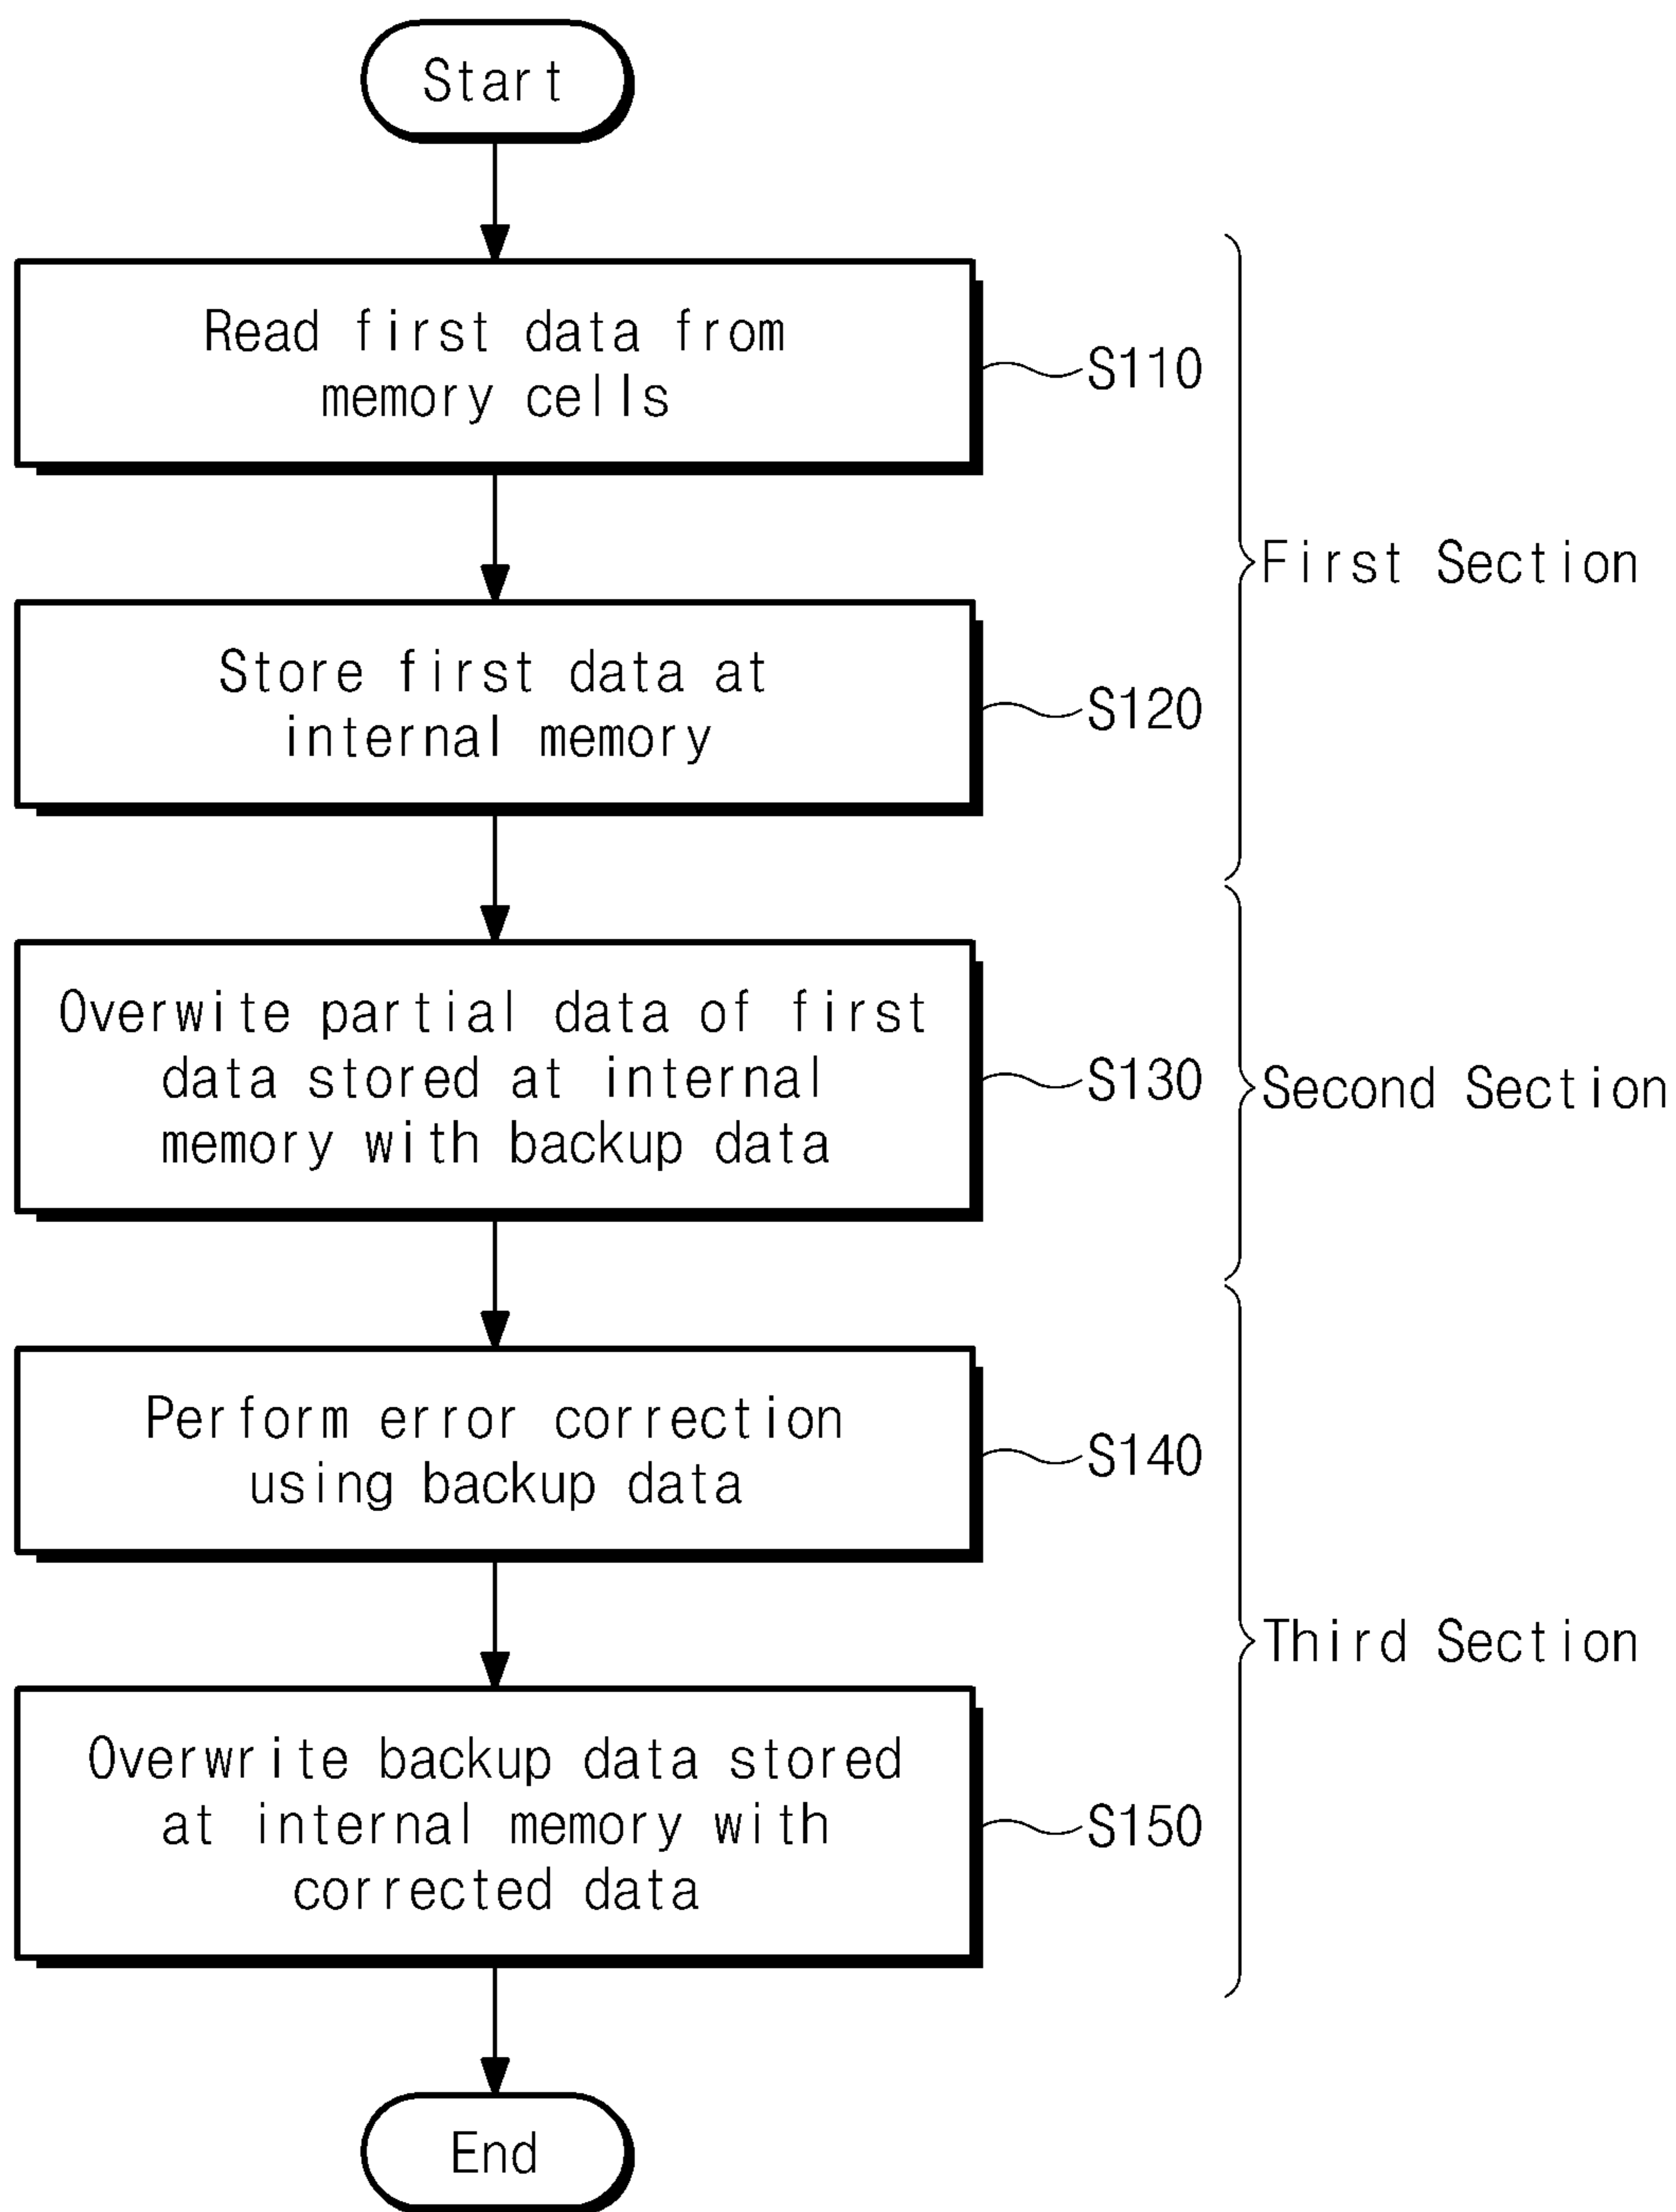 Start
Read first data from
memory cells
S110
First Section
Store first data at
internal memory
S120
Overwite partial data of first
data stored at internal
memory with backup data
S130
Second Section
Perform error correction
using backup data
S140
Third Section
Overwrite backup data stored
at internal memory with
corrected data
S150
End